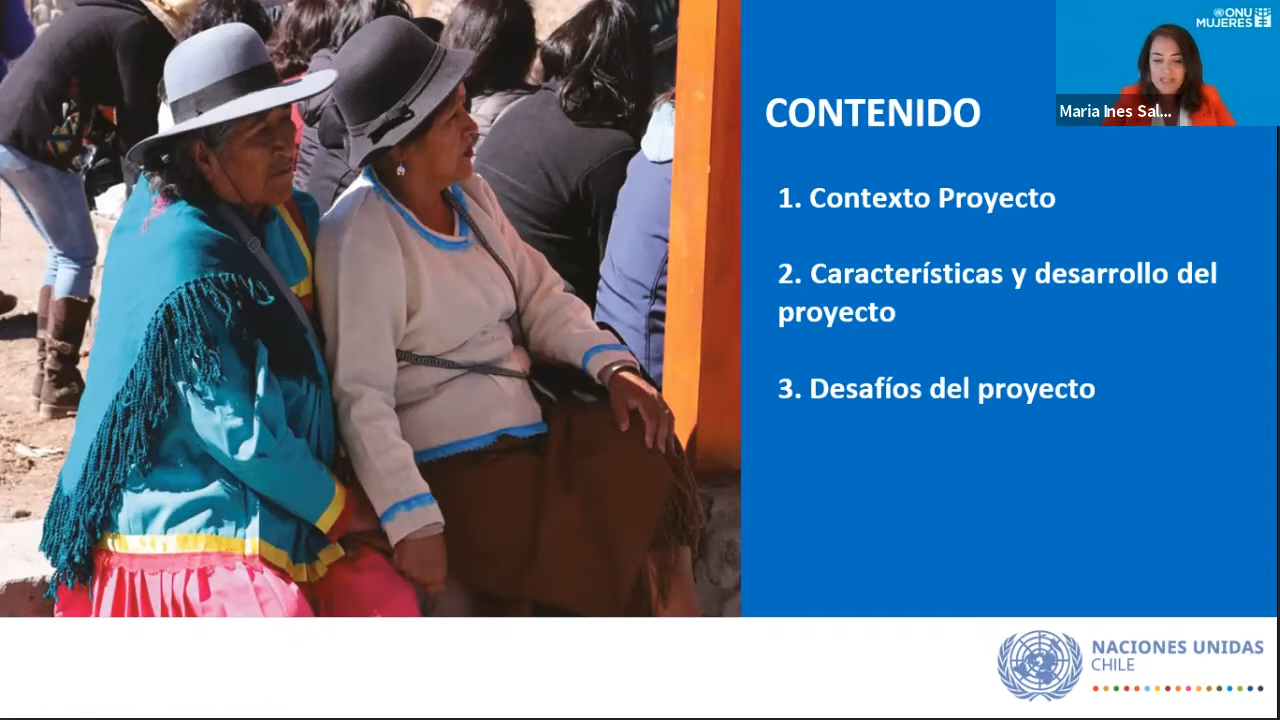 ONU
MUJERES
Maria Ines Sal...
CONTENIDO
1. Contexto Proyecto
2. Características y desarrollo del
proyecto
3. Desafíos del proyecto
NACIONES UNIDAS
CHILE